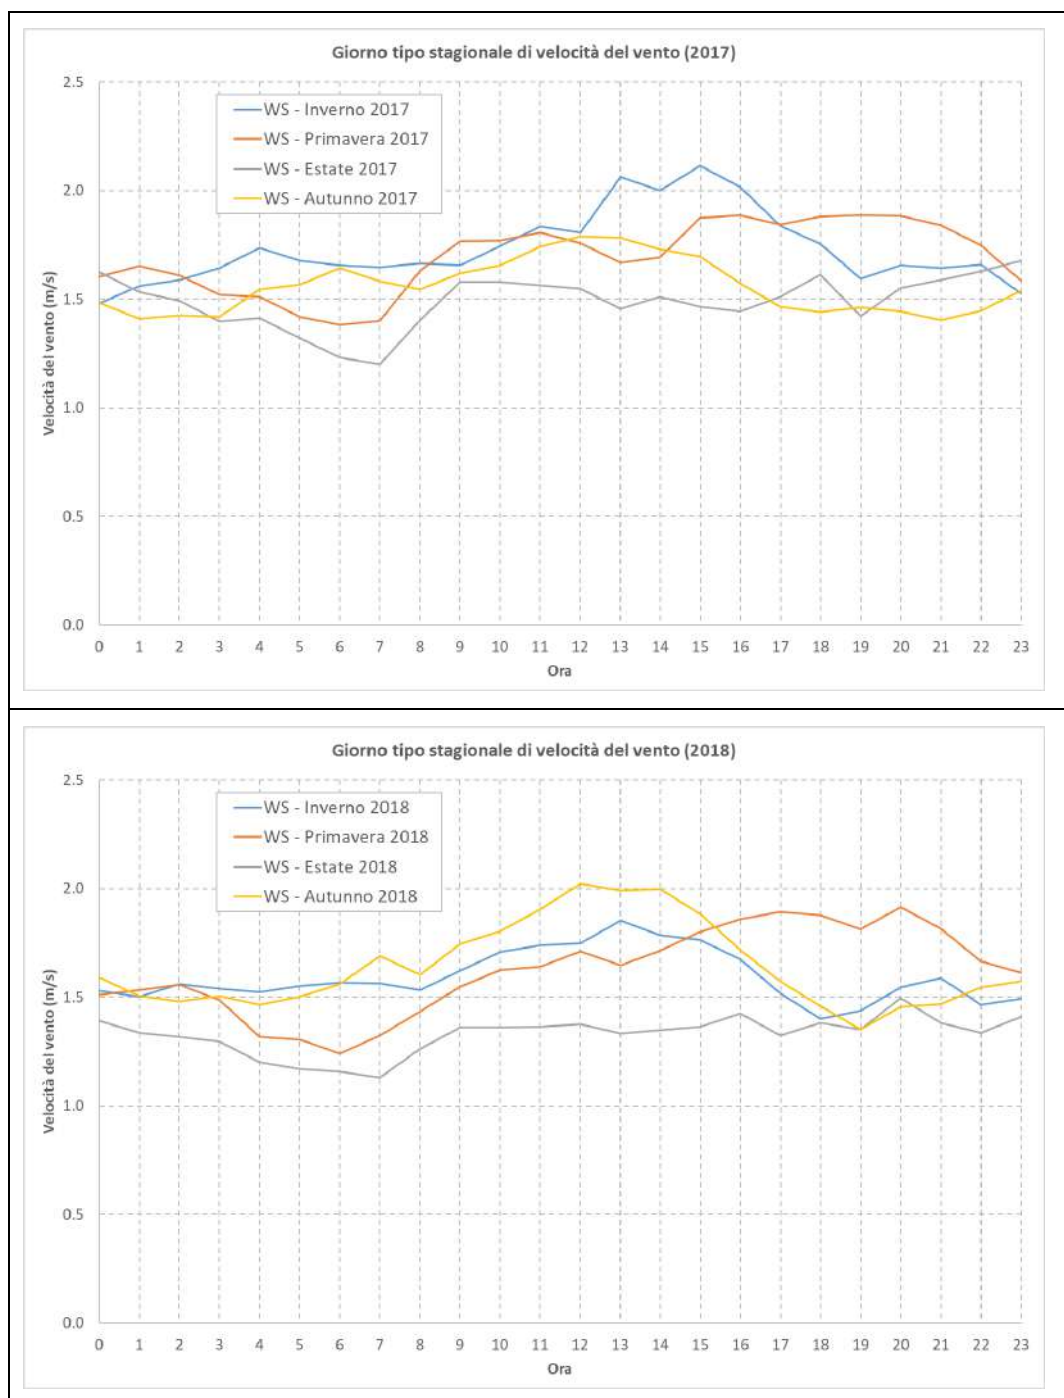 Giorno tipo stagionale di velocità del vento (2017)
2.5
WS - Inverno 2017
WS - Primavera 2017
WS - Estate 2017
WS - Autunno 2017
2.0
1.5
1.0
0.5
0.0
Velocità del vento (m/s)
0 1 2 3 4 5 6 7 8 9 10 11 12 13 14 15 16 17 18 19 20 21 22 23
Ora
Giorno tipo stagionale di velocità del vento (2018)
2.5
WS - Inverno 2018
WS - Primavera 2018
WS - Estate 2018
WS - Autunno 2018
2.0
1.5
1.0
0.5
0.0
Velocità del vento (m/s)
0 1 2 3 4 5 6 7 8 9 10 11 12 13 14 15 16 17 18 19 20 21 22 23
Ora